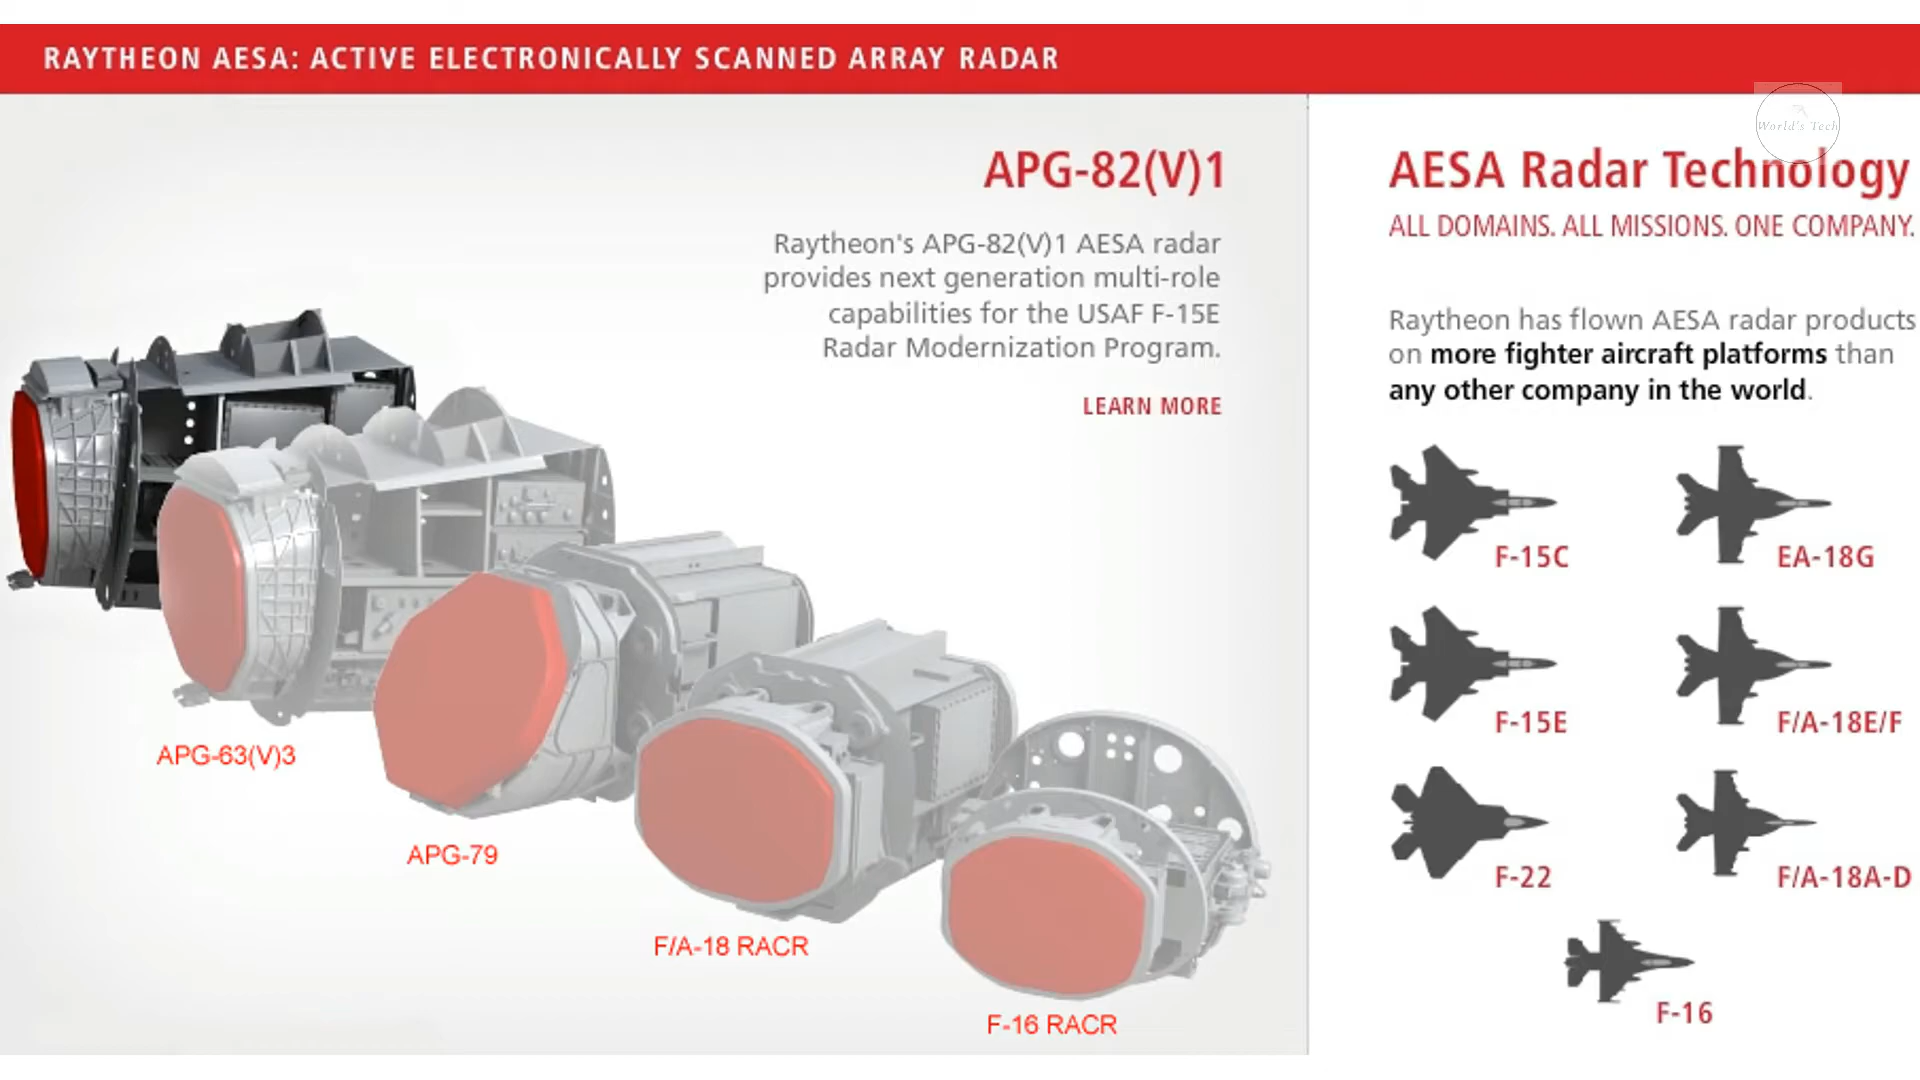 RAYTHEON AESA: ACTIVE ELECTRONICALLY SCANNED ARRAY RADAR
World's Tech
APG-82(V)1
Raytheon's APG-82(V)1 AESA radar
provides next generation multi-role
capabilities for the USAF F-15E
Radar Modernization Program.
LEARN MORE
APG-63(V)3
APG-79
F/A-18 RACR
F-16 RACR
AESA Radar Technology
ALL DOMAINS. ALL MISSIONS. ONE COMPANY.
Raytheon has flown AESA radar products
on more fighter aircraft platforms than
any other company in the world.
F-15C
EA-18G
F-15E
F/A-18E/F
F-22
F/A-18A-D
F-16